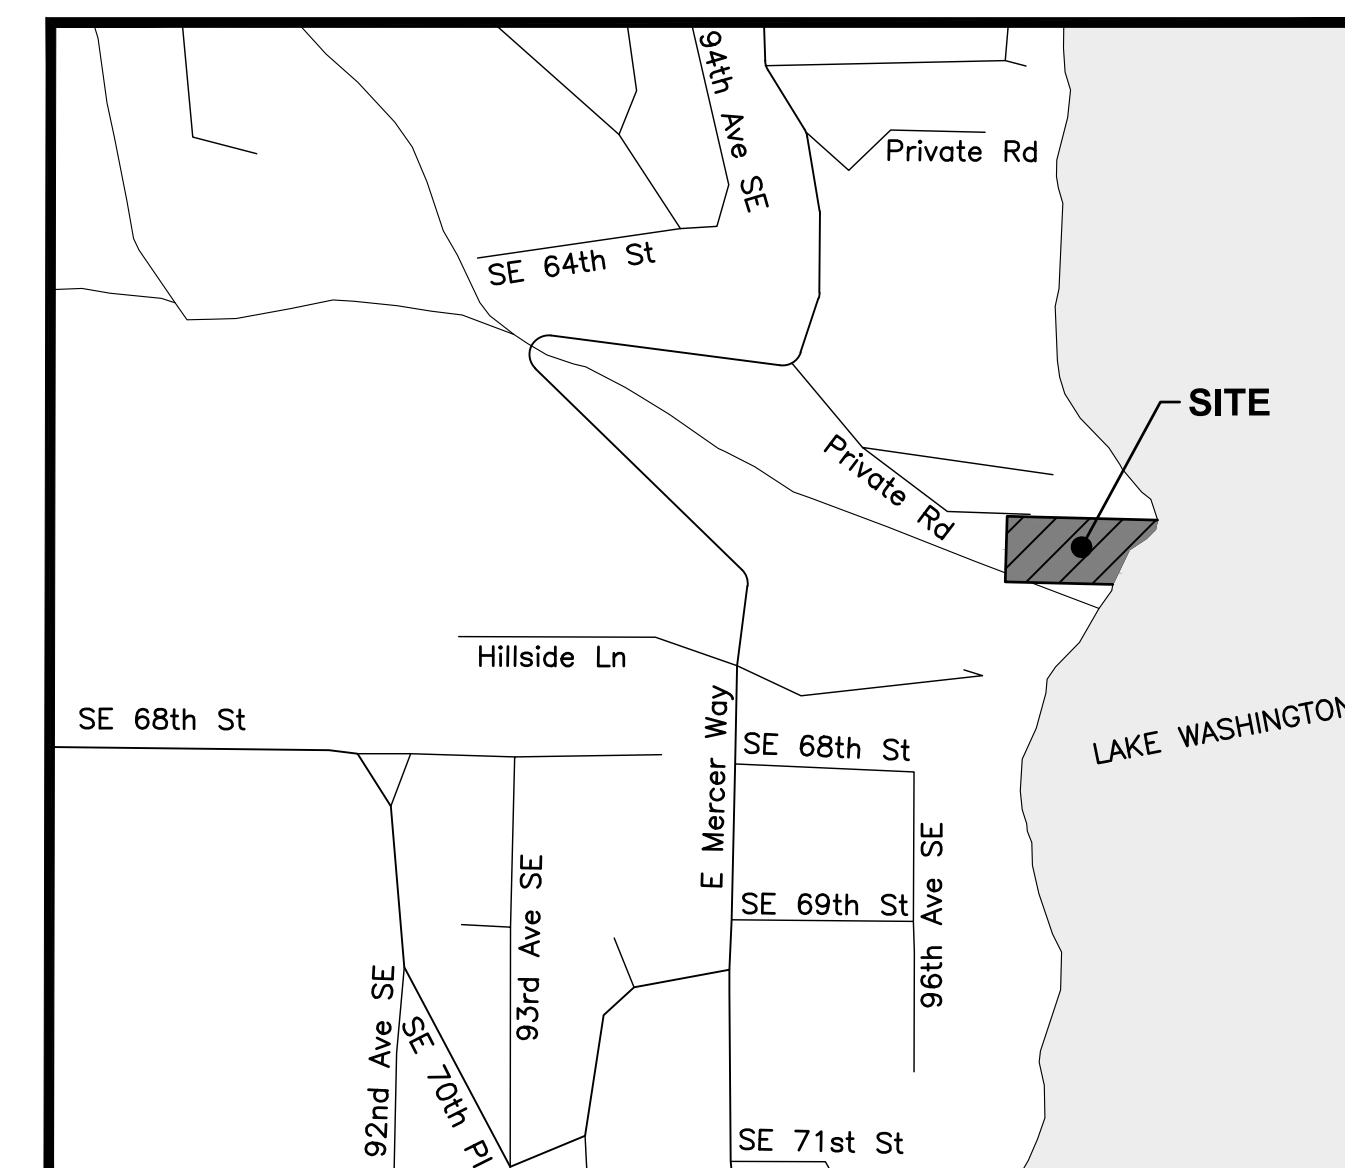 94th Ave SE
Private Rd
SE 64th St
SITE
Private Rd
Hillside Ln
E Mercer Way
SE 68th St
SE 68th St
LAKE WASHINGTON
96th Ave SE
93rd Ave SE
SE 69th St
92nd Ave SE
SE 70th Pl
SE 71st St